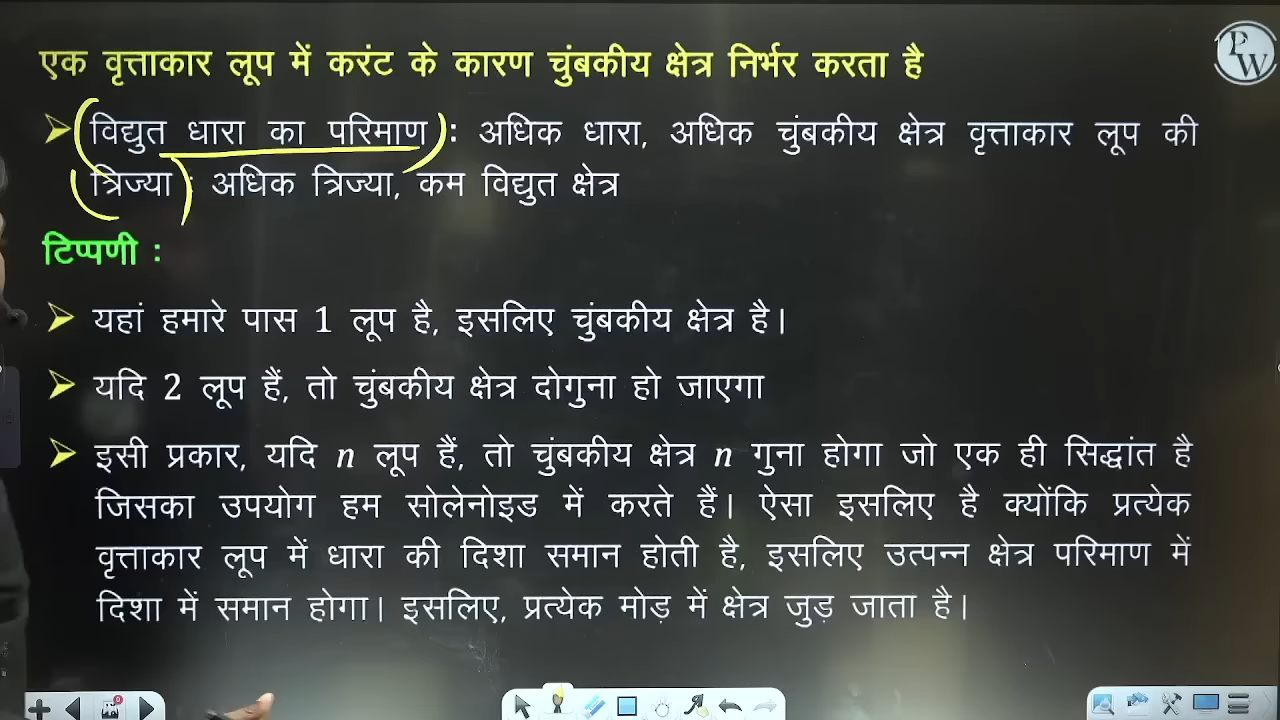 एक वृत्ताकार लूप में करंट के कारण चुंबकीय क्षेत्र निर्भर करता है
PW
विद्युत धारा का परिमाण : अधिक धारा, अधिक चुंबकीय क्षेत्र वृत्ताकार लूप की
त्रिज्या : अधिक त्रिज्या, कम विद्युत क्षेत्र
टिप्पणी :
यहां हमारे पास 1 लूप है, इसलिए चुंबकीय क्षेत्र है।
यदि 2 लूप हैं, तो चुंबकीय क्षेत्र दोगुना हो जाएगा
इसी प्रकार, यदि n लूप हैं, तो चुंबकीय क्षेत्र n गुना होगा जो एक ही सिद्धांत है
जिसका उपयोग हम सोलेनोइड में करते हैं। ऐसा इसलिए है क्योंकि प्रत्येक
वृत्ताकार लूप में धारा की दिशा समान होती है, इसलिए उत्पन्न क्षेत्र परिमाण में
दिशा में समान होगा। इसलिए, प्रत्येक मोड़ में क्षेत्र जुड़ जाता है।